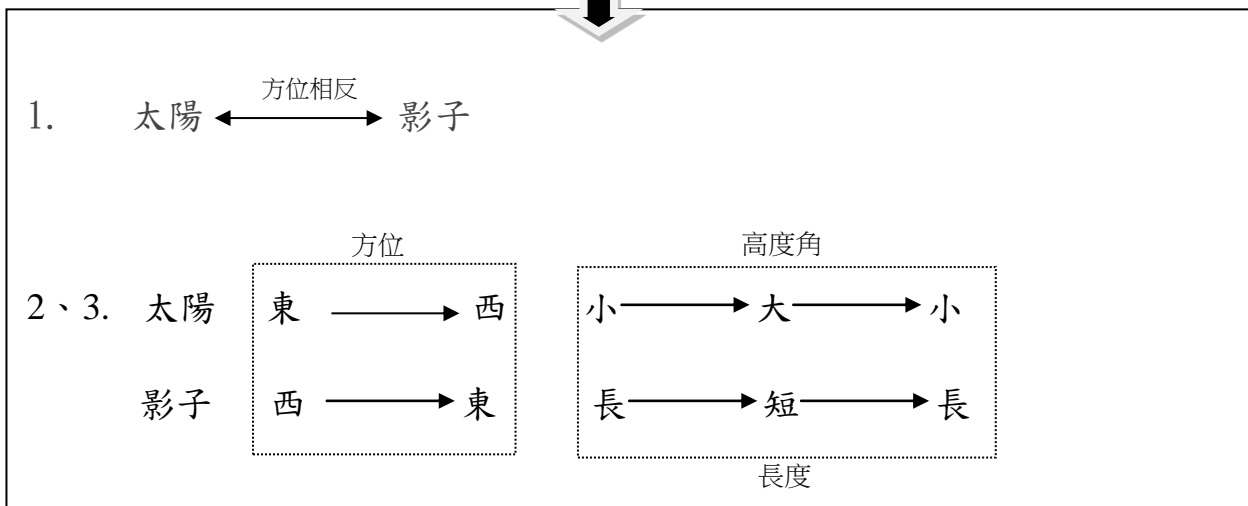 方位相反
1. 太陽 影子
方位 高度角
2、3. 太陽 東 西 小 大 小
影子 西 東 長 短 長
長度